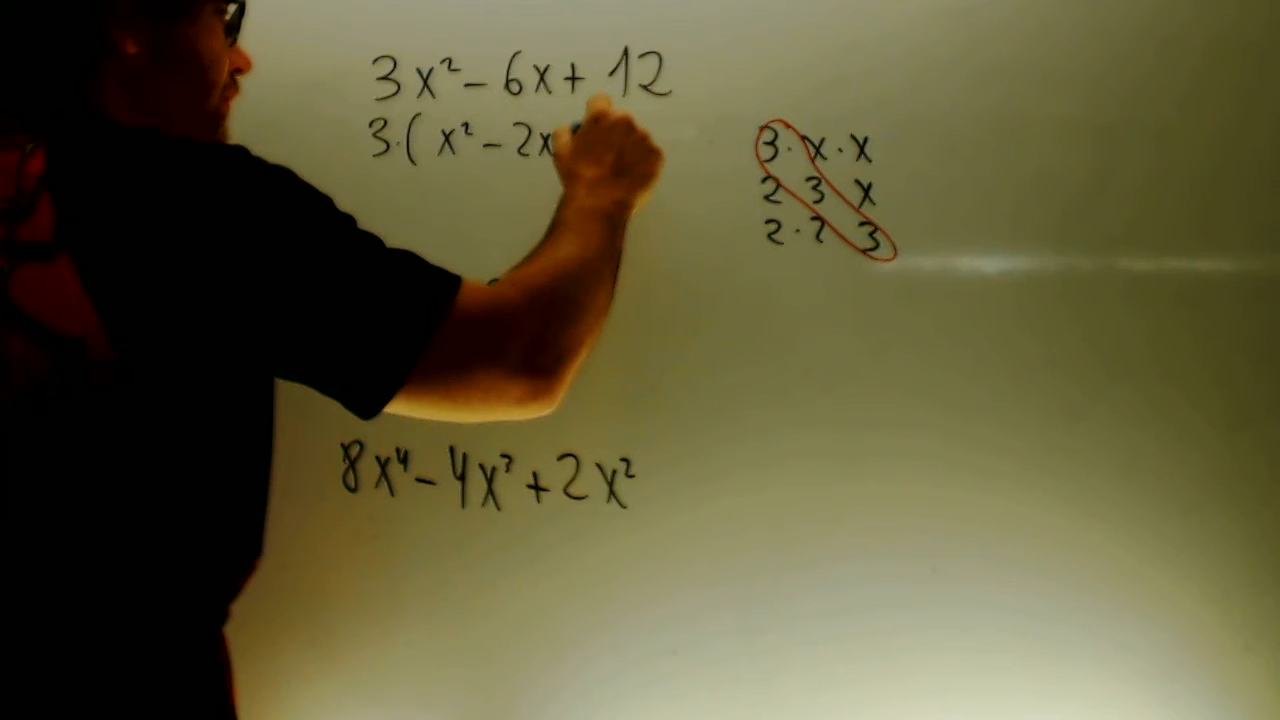 3x² - 6x + 12
3·(x² - 2x
3·x·x
2 3 x
2·2 3
8x⁴ - 4x³ + 2x²